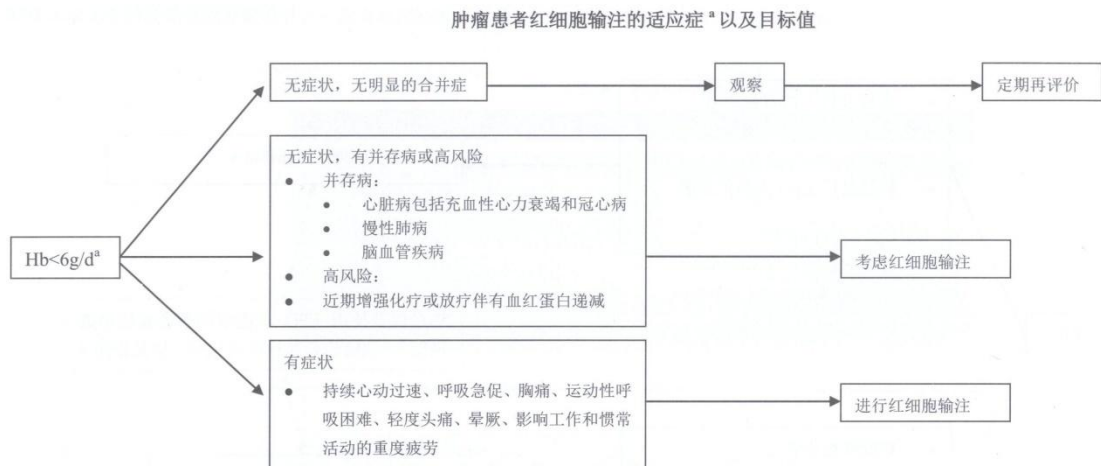 肿瘤患者红细胞输注的适应症 a 以及目标值
无症状，无明显的合并症
观察
定期再评价
无症状，有并存病或高风险
● 并存病：
● 心脏病包括充血性心力衰竭和冠心病
● 慢性肺病
● 脑血管疾病
● 高风险：
● 近期增强化疗或放疗伴有血红蛋白递减
Hb<6g/dᵃ
考虑红细胞输注
有症状
● 持续心动过速、呼吸急促、胸痛、运动性呼
吸困难、轻度头痛、晕厥、影响工作和惯常
活动的重度疲劳
进行红细胞输注